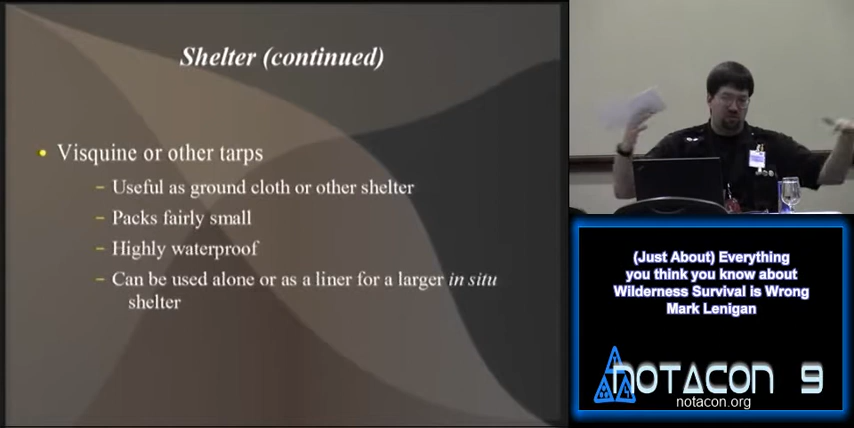 Shelter (continued)
• Visquine or other tarps
– Useful as ground cloth or other shelter
– Packs fairly small
– Highly waterproof
– Can be used alone or as a liner for a larger in situ
shelter
(Just About) Everything
you think you know about
Wilderness Survival is Wrong
Mark Lenigan
NOTACON 9
notacon.org